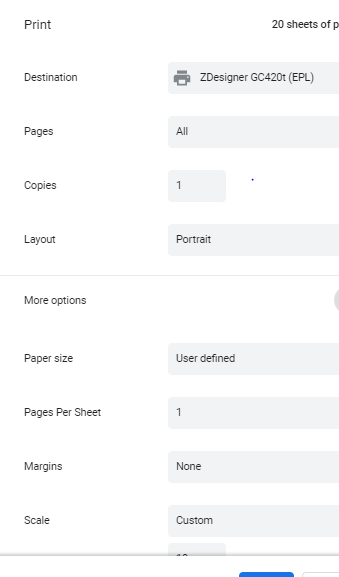 Print 20 sheets of p
Destination ZDesigner GC420t (EPL)
Pages All
Copies 1
Layout Portrait
More options
Paper size User defined
Pages Per Sheet 1
Margins None
Scale Custom